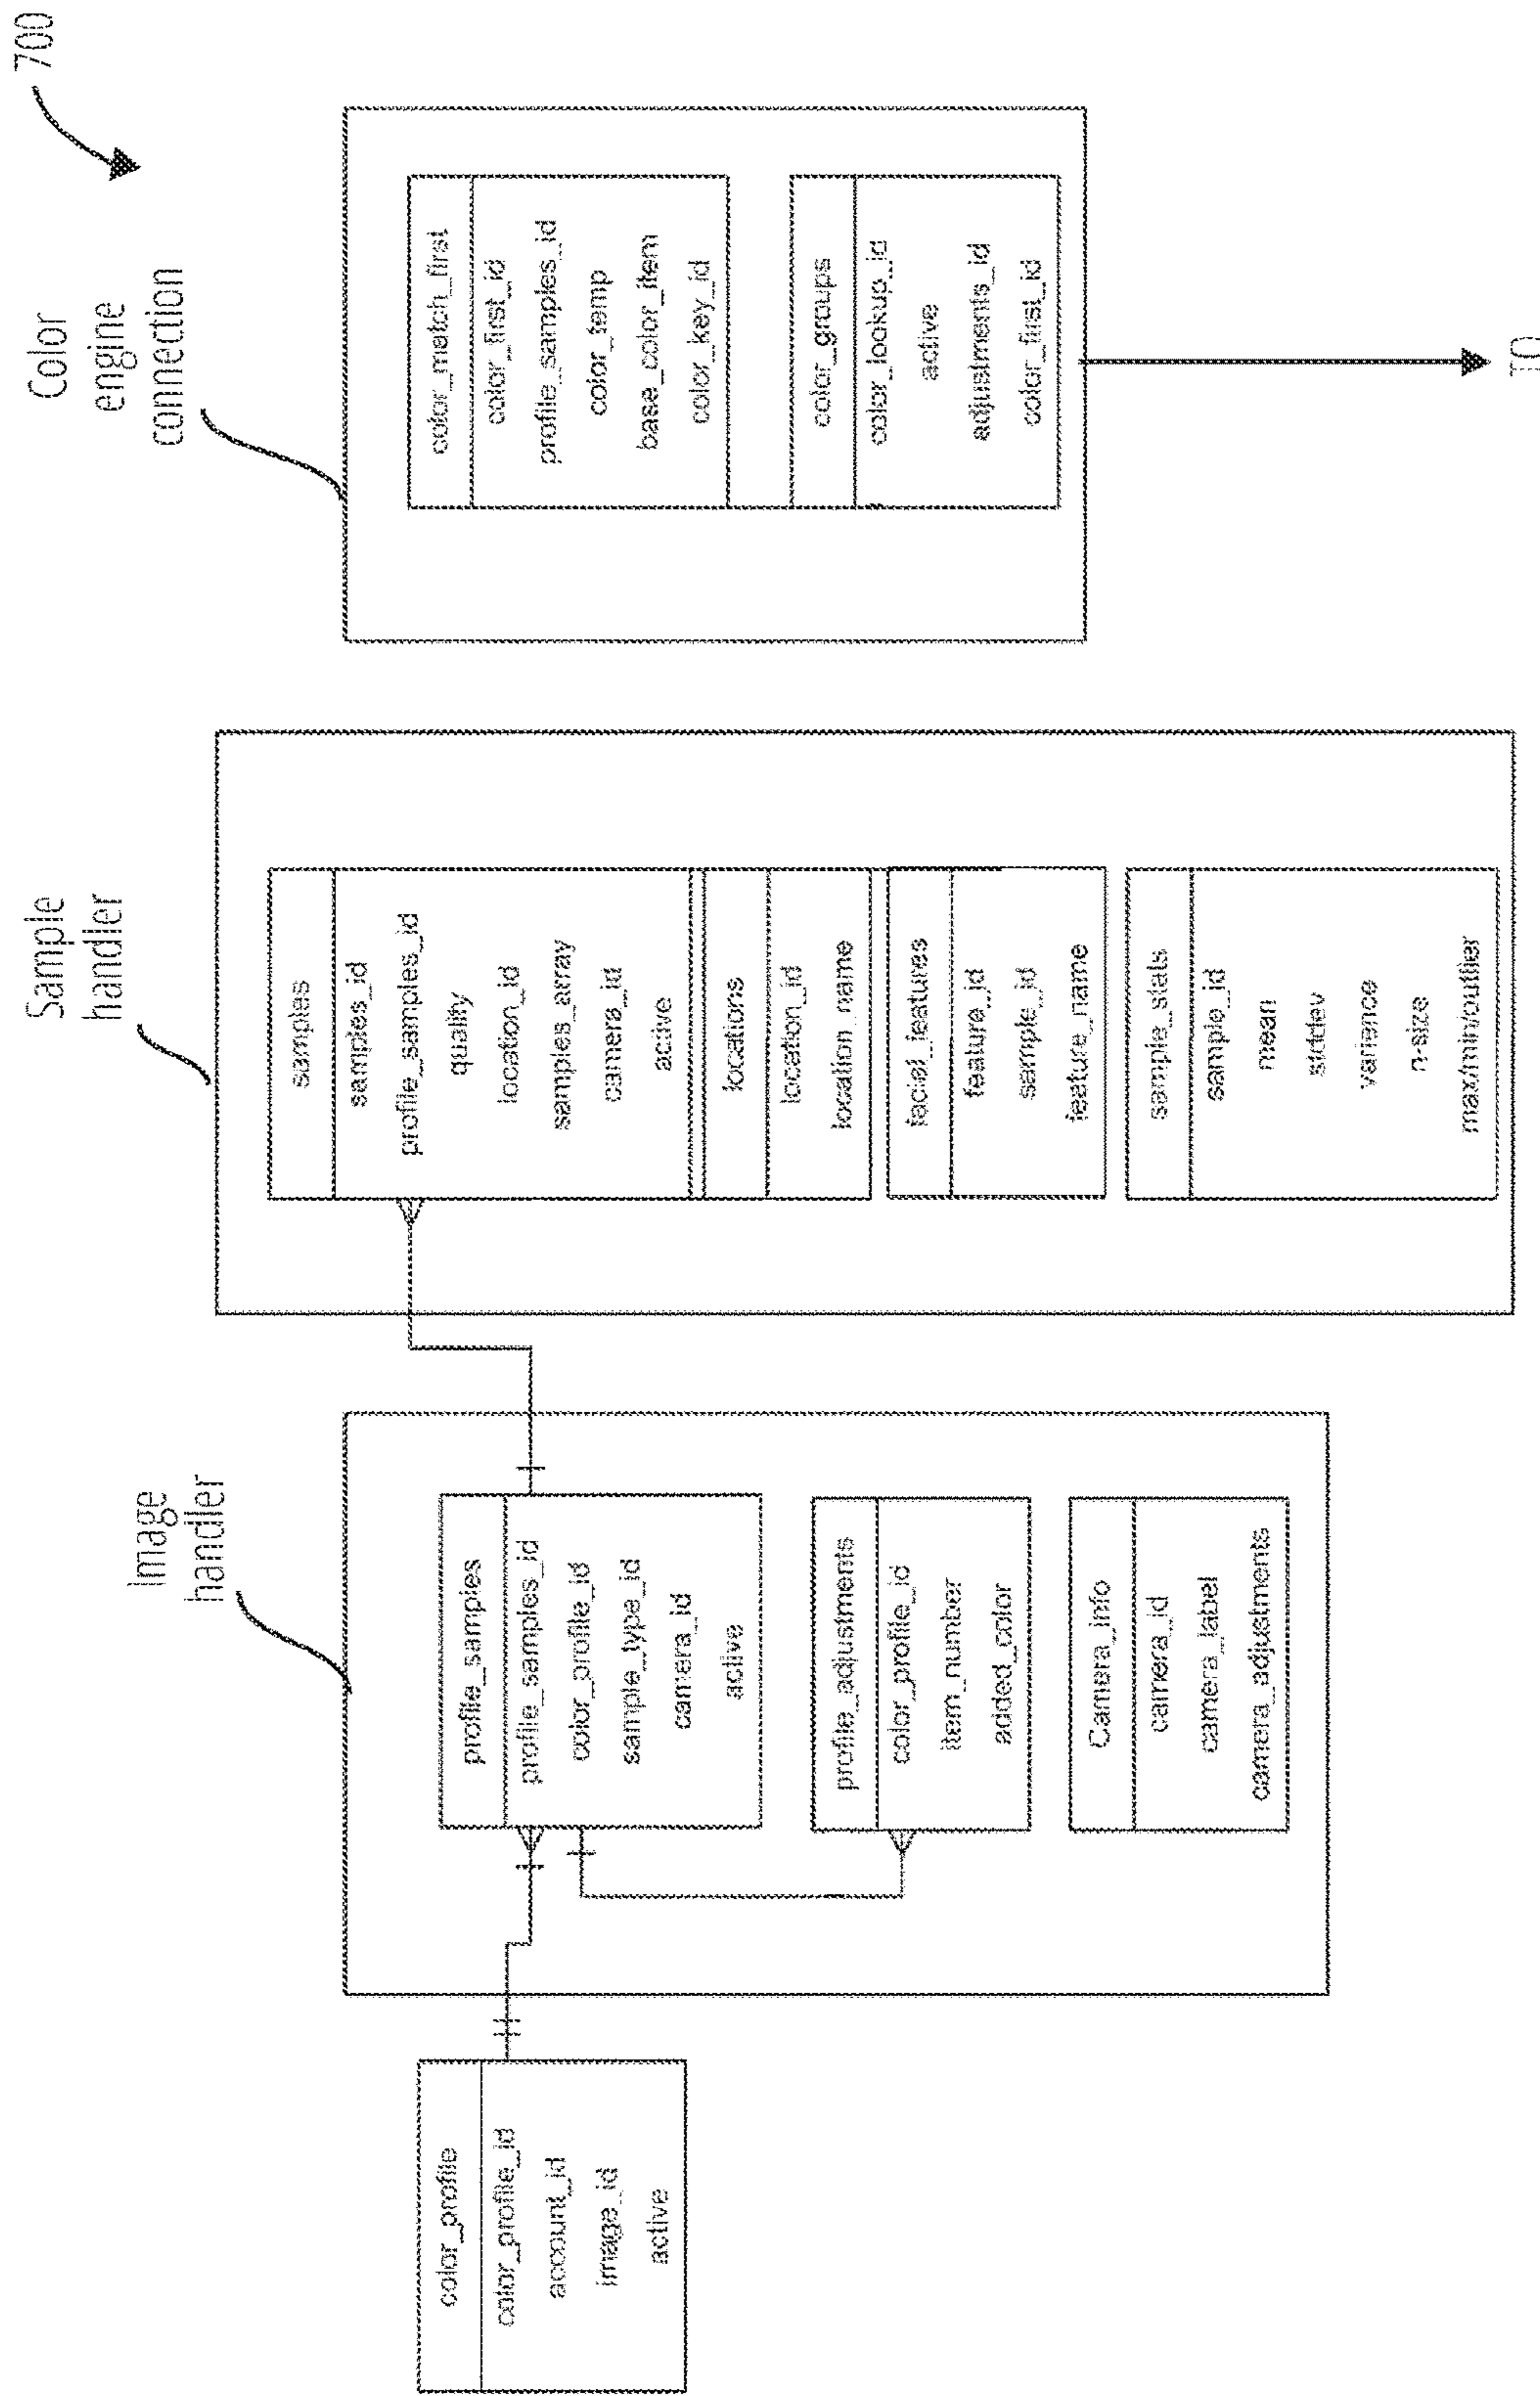 700
color_profile
color_profile_id
account_id
image_id
active
Image
handler
profile_samples
profile_samples_id
color_profile_id
sample_type_id
camera_id
active
profile_adjustments
color_profile_id
item_number
added_color
Camera_info
camera_id
camera_label
camera_adjustments
Sample
handler
samples
samples_id
profile_samples_id
quality
location_id
samples_array
camera_id
active
locations
location_id
location_name
facial_features
feature_id
sample_id
feature_name
sample_stats
sample_id
mean
stddev
varience
n-size
max/min/outlier
Color
engine
connection
color_match_first
color_first_id
profile_samples_id
color_temp
base_color_item
color_key_id
color_groups
color_lookup_id
active
adjustments_id
color_first_id
TO